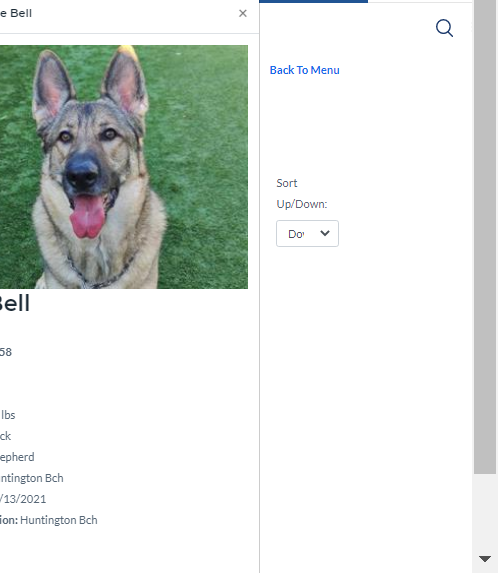 e Bell
×
Back To Menu
Sort
Up/Down:
Do
Bell
58
lbs
ck
epherd
ntington Bch
/13/2021
ion: Huntington Bch